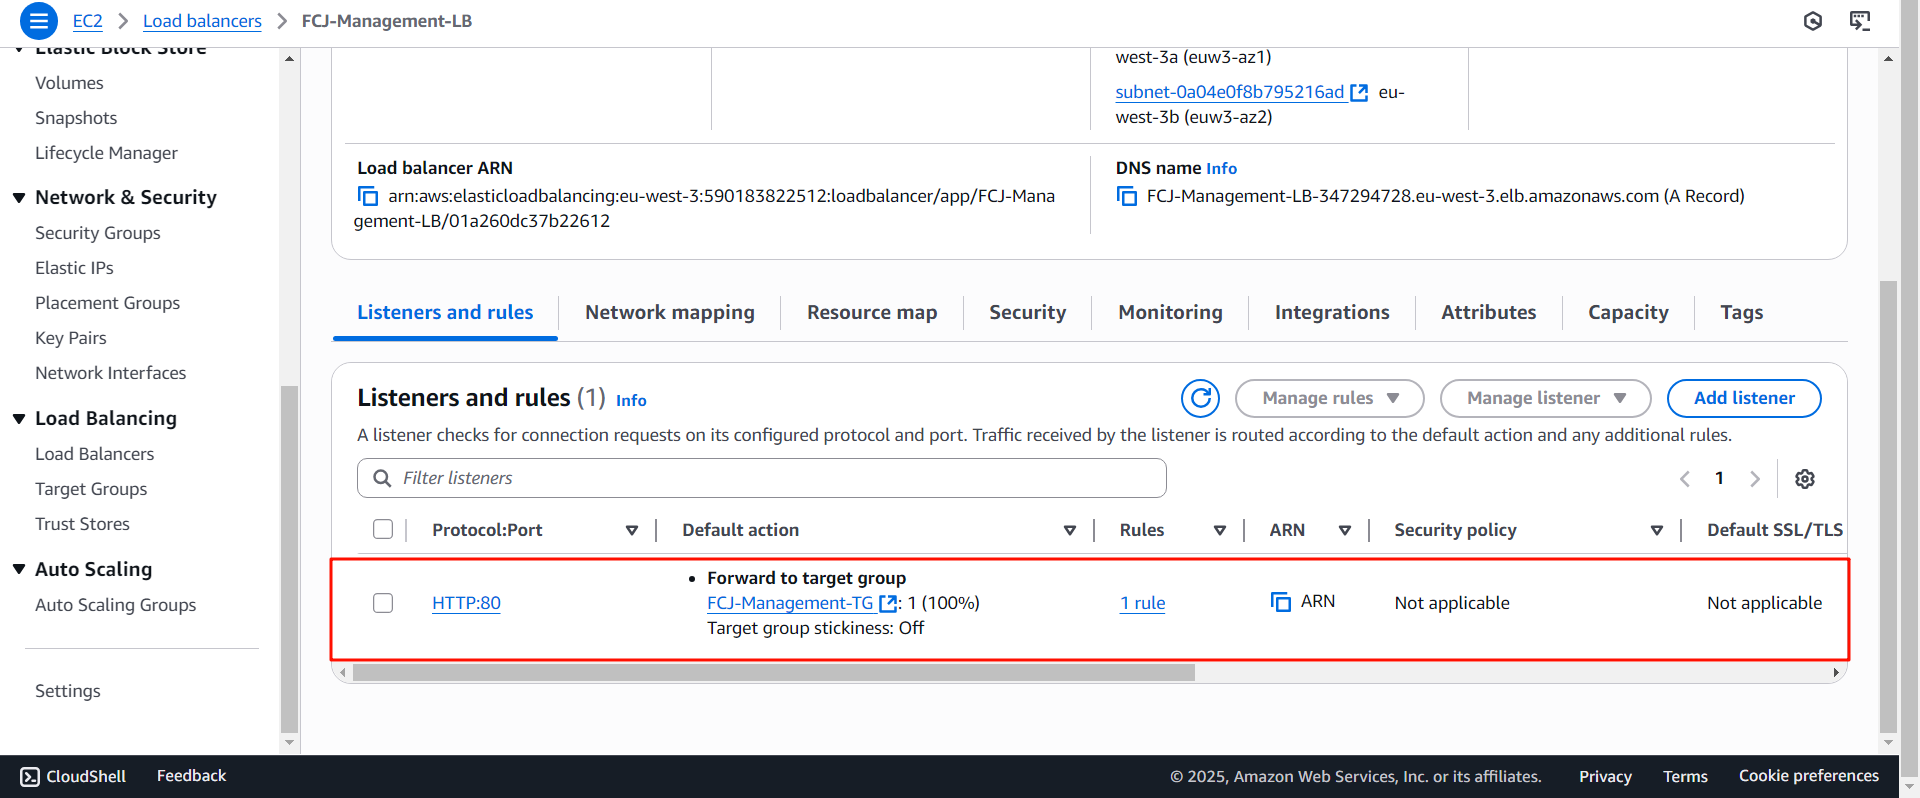 EC2 > Load balancers > FCJ-Management-LB
Elastic Block Store
Volumes
Snapshots
Lifecycle Manager
Network & Security
Security Groups
Elastic IPs
Placement Groups
Key Pairs
Network Interfaces
Load Balancing
Load Balancers
Target Groups
Trust Stores
Auto Scaling
Auto Scaling Groups
Settings
west-3a (euw3-az1)
subnet-0a04e0f8b795216ad eu-
west-3b (euw3-az2)
Load balancer ARN
arn:aws:elasticloadbalancing:eu-west-3:590183822512:loadbalancer/app/FCJ-Mana
gement-LB/01a260dc37b22612
DNS name Info
FCJ-Management-LB-347294728.eu-west-3.elb.amazonaws.com (A Record)
Listeners and rules Network mapping Resource map Security Monitoring Integrations Attributes Capacity Tags
Listeners and rules (1) Info
Manage rules Manage listener Add listener
A listener checks for connection requests on its configured protocol and port. Traffic received by the listener is routed according to the default action and any additional rules.
Filter listeners
1
Protocol:Port Default action Rules ARN Security policy Default SSL/TLS
• Forward to target group
HTTP:80 FCJ-Management-TG : 1 (100%) 1 rule ARN Not applicable Not applicable
Target group stickiness: Off
CloudShell Feedback © 2025, Amazon Web Services, Inc. or its affiliates. Privacy Terms Cookie preferences